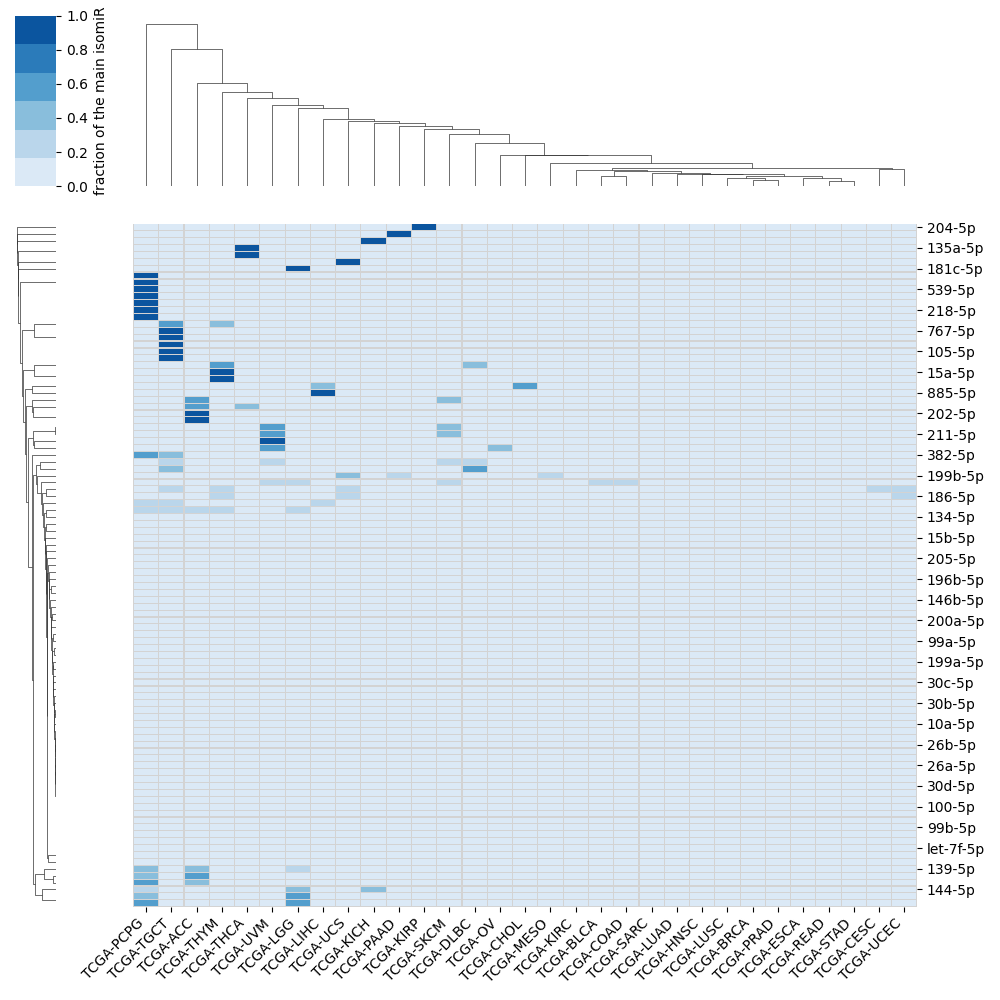 1.0
0.8
0.6
0.4
0.2
0.0
fraction of the main isomiR
204-5p
135a-5p
181c-5p
539-5p
218-5p
767-5p
105-5p
15a-5p
885-5p
202-5p
211-5p
382-5p
199b-5p
186-5p
134-5p
15b-5p
205-5p
196b-5p
146b-5p
200a-5p
99a-5p
199a-5p
30c-5p
30b-5p
10a-5p
26b-5p
26a-5p
30d-5p
100-5p
99b-5p
let-7f-5p
139-5p
144-5p
TCGA-PCPG
TCGA-TGCT
TCGA-ACC
TCGA-THYM
TCGA-THCA
TCGA-UVM
TCGA-LGG
TCGA-LIHC
TCGA-UCS
TCGA-KICH
TCGA-PAAD
TCGA-KIRP
TCGA-SKCM
TCGA-DLBC
TCGA-OV
TCGA-CHOL
TCGA-MESO
TCGA-KIRC
TCGA-BLCA
TCGA-COAD
TCGA-SARC
TCGA-LUAD
TCGA-HNSC
TCGA-LUSC
TCGA-BRCA
TCGA-PRAD
TCGA-ESCA
TCGA-READ
TCGA-STAD
TCGA-CESC
TCGA-UCEC